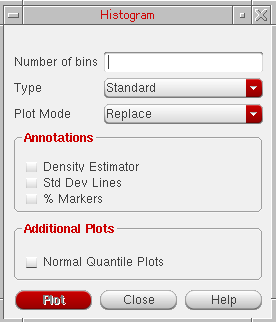 Histogram
Number of bins
Type Standard
Plot Mode Replace
Annotations
Density Estimator
Std Dev Lines
% Markers
Additional Plots
Normal Quantile Plots
Plot Close Help